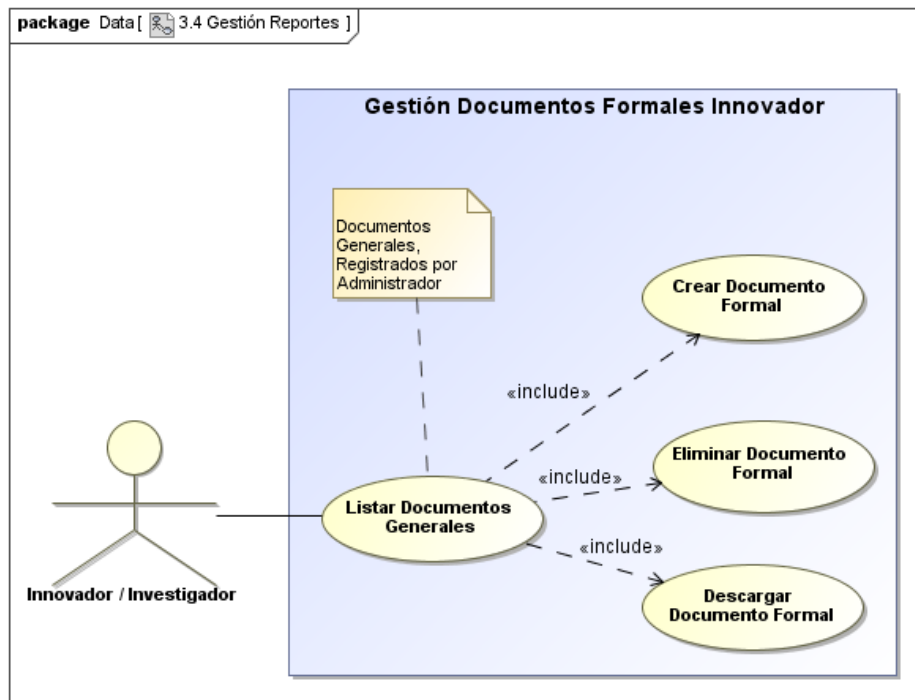 package Data [ 3.4 Gestión Reportes ]
Gestión Documentos Formales Innovador
Documentos
Generales,
Registrados por
Administrador
Crear Documento
Formal
«include»
Eliminar Documento
Formal
«include»
Listar Documentos
Generales
«include»
Descargar
Documento Formal
Innovador / Investigador